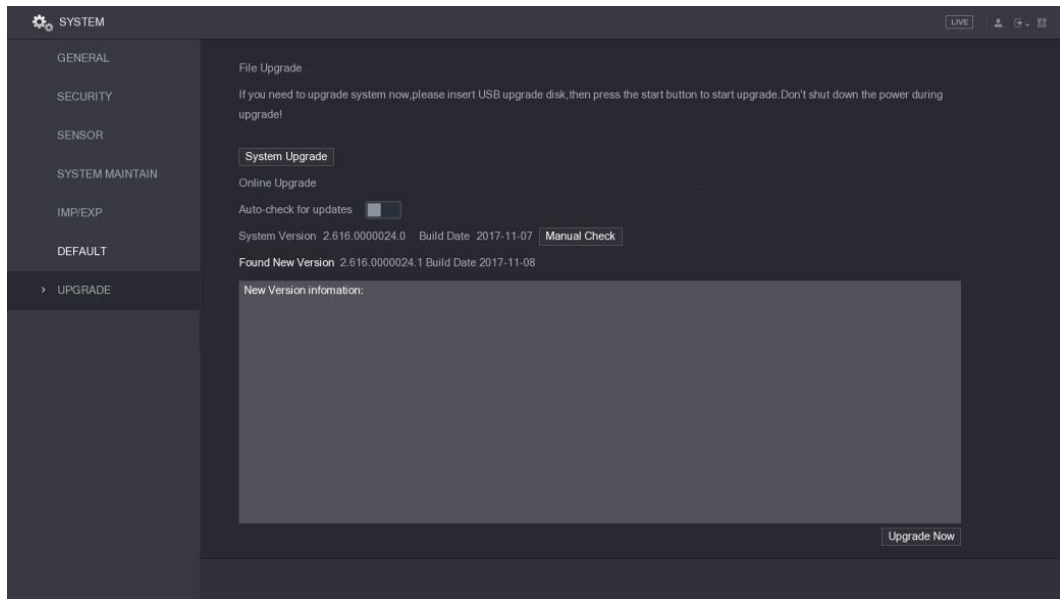 SYSTEM
LIVE
GENERAL
SECURITY
SENSOR
SYSTEM MAINTAIN
IMP/EXP
DEFAULT
UPGRADE
File Upgrade
If you need to upgrade system now,please insert USB upgrade disk,then press the start button to start upgrade.Don't shut down the power during
upgrade!
System Upgrade
Online Upgrade
Auto-check for updates
System Version 2.616.0000024.0 Build Date 2017-11-07 Manual Check
Found New Version 2.616.0000024.1 Build Date 2017-11-08
New Version infomation:
Upgrade Now